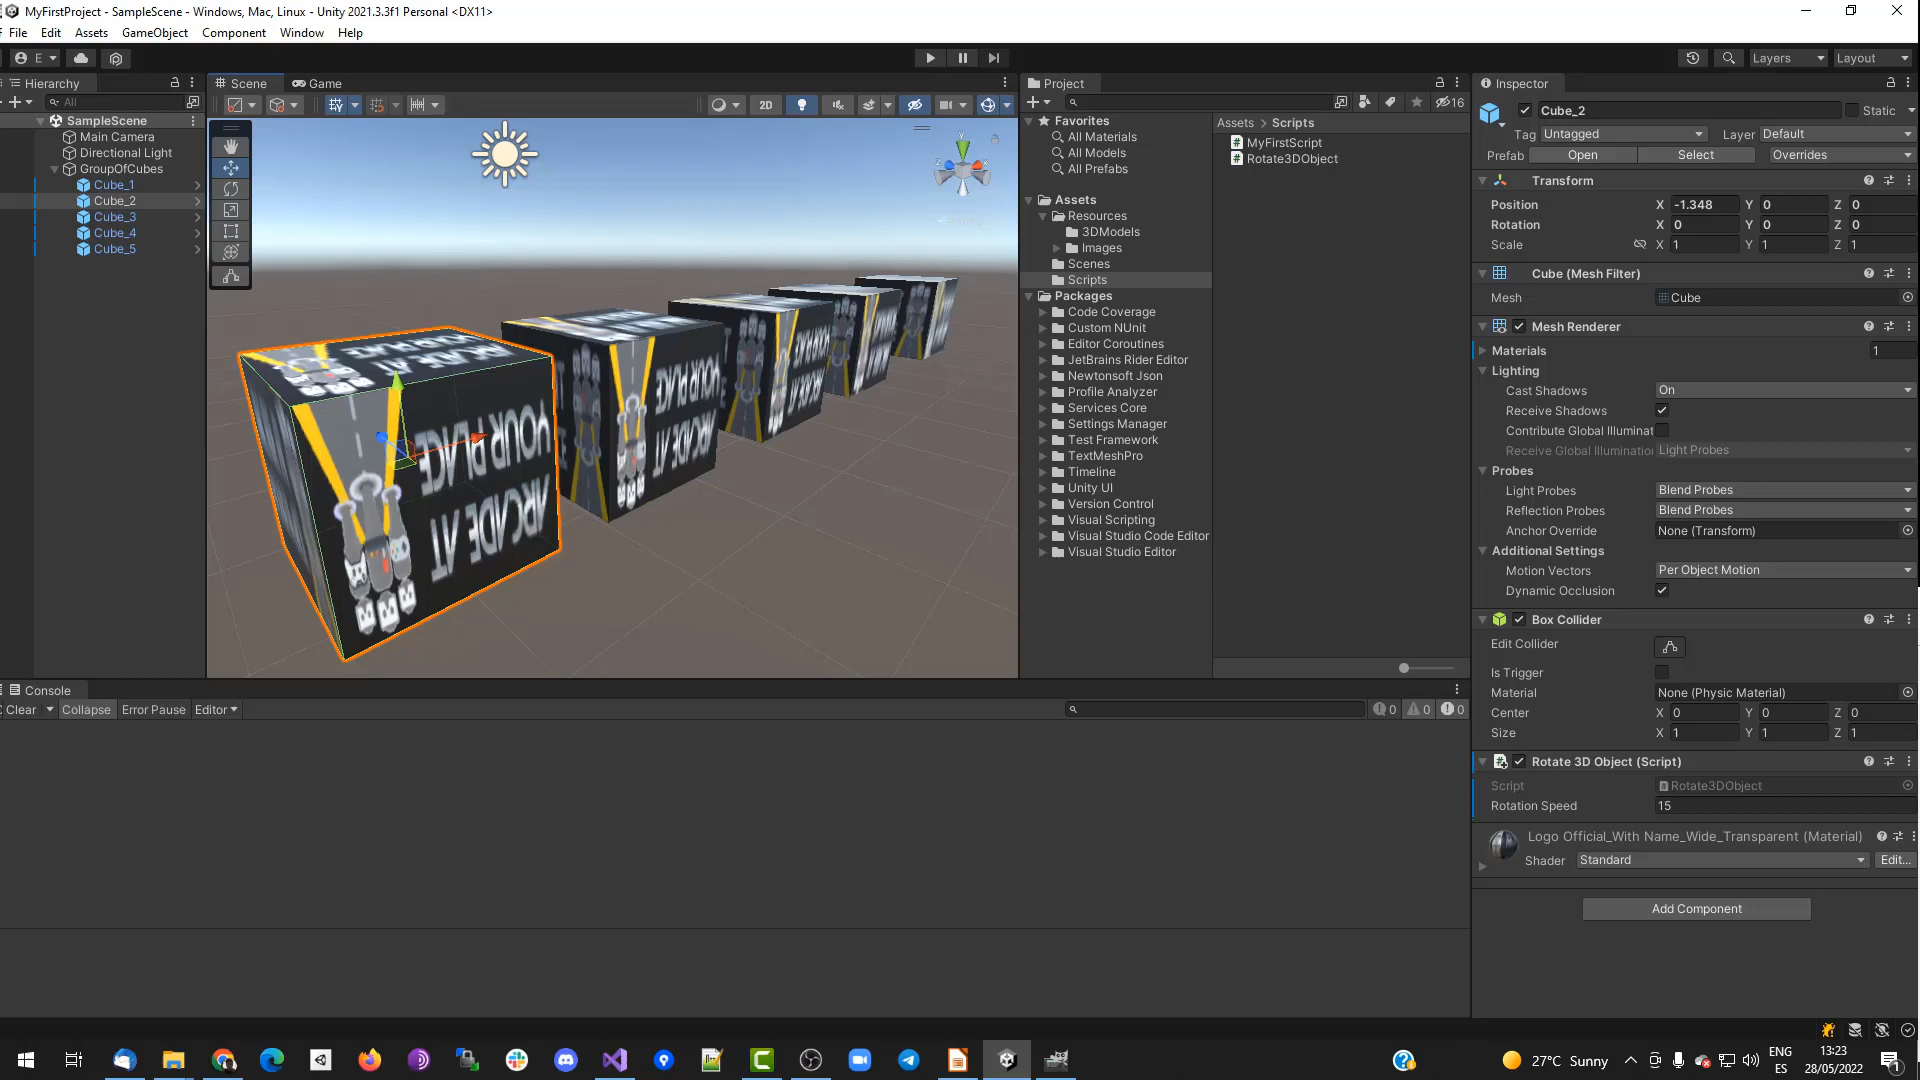 MyFirstProject - SampleScene - Windows, Mac, Linux - Unity 2021.3.3f1 Personal <DX11>
File Edit Assets GameObject Component Window Help
E Layers Layout
Hierarchy
All
SampleScene
Main Camera
Directional Light
GroupOfCubes
Cube_1
Cube_2
Cube_3
Cube_4
Cube_5
Scene Game
2D
YOUR PLACE
ARCADE AT
Project
16
Favorites
All Materials
All Models
All Prefabs
Assets
Resources
3DModels
Images
Scenes
Scripts
Packages
Code Coverage
Custom NUnit
Editor Coroutines
JetBrains Rider Editor
Newtonsoft Json
Profile Analyzer
Services Core
Settings Manager
Test Framework
TextMeshPro
Timeline
Unity UI
Version Control
Visual Scripting
Visual Studio Code Editor
Visual Studio Editor
Assets > Scripts
MyFirstScript
Rotate3DObject
Inspector
Cube_2 Static
Tag Untagged Layer Default
Prefab Open Select Overrides
Transform
Position X -1.348 Y 0 Z 0
Rotation X 0 Y 0 Z 0
Scale X 1 Y 1 Z 1
Cube (Mesh Filter)
Mesh Cube
Mesh Renderer
Materials 1
Lighting
Cast Shadows On
Receive Shadows
Contribute Global Illuminat
Receive Global Illuminatio Light Probes
Probes
Light Probes Blend Probes
Reflection Probes Blend Probes
Anchor Override None (Transform)
Additional Settings
Motion Vectors Per Object Motion
Dynamic Occlusion
Box Collider
Edit Collider
Is Trigger
Material None (Physic Material)
Center X 0 Y 0 Z 0
Size X 1 Y 1 Z 1
Rotate 3D Object (Script)
Script Rotate3DObject
Rotation Speed 15
Logo Official_With Name_Wide_Transparent (Material)
Shader Standard Edit...
Add Component
Console
Clear Collapse Error Pause Editor 0 0 0
27°C Sunny
ENG
ES
13:23
28/05/2022
1